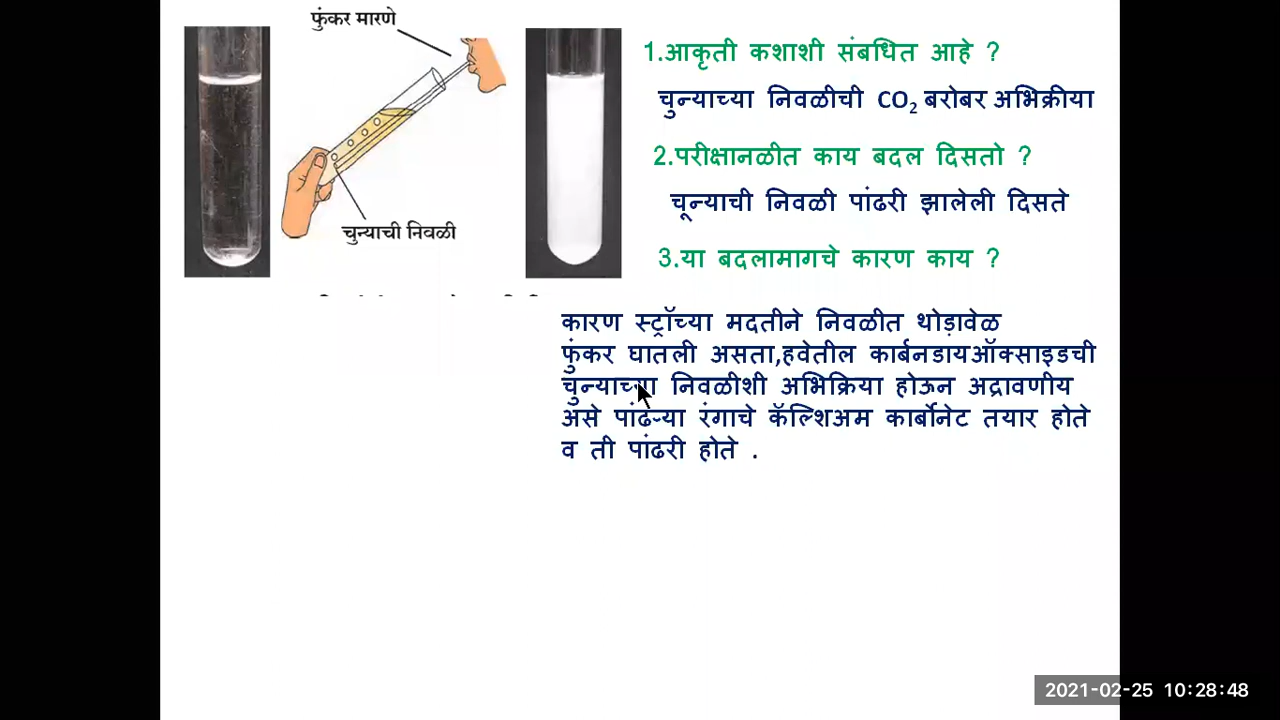 फुंकर मारणे
चुन्याची निवळी
1.आकृती कशाशी संबधित आहे ?
चुन्याच्या निवळीची CO₂ बरोबर अभिक्रीया
2.परीक्षानळीत काय बदल दिसतो ?
चून्याची निवळी पांढरी झालेली दिसते
3.या बदलामागचे कारण काय ?
कारण स्ट्रॉच्या मदतीने निवळीत थोड़ावेळ
फुंकर घातली असता,हवेतील कार्बनडायऑक्साइडची
चुन्याच्या निवळीशी अभिक्रिया होऊन अद्रावणीय
असे पांढऱ्या रंगाचे कॅल्शिअम कार्बोनेट तयार होते
व ती पांढरी होते .
2021-02-25 10:28:48